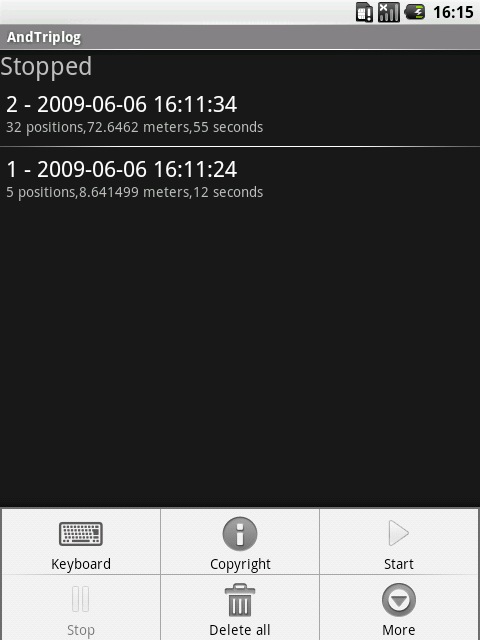 16:15
AndTriplog
Stopped
2 - 2009-06-06 16:11:34
32 positions,72.6462 meters,55 seconds
1 - 2009-06-06 16:11:24
5 positions,8.641499 meters,12 seconds
Keyboard
Copyright
Start
Stop
Delete all
More